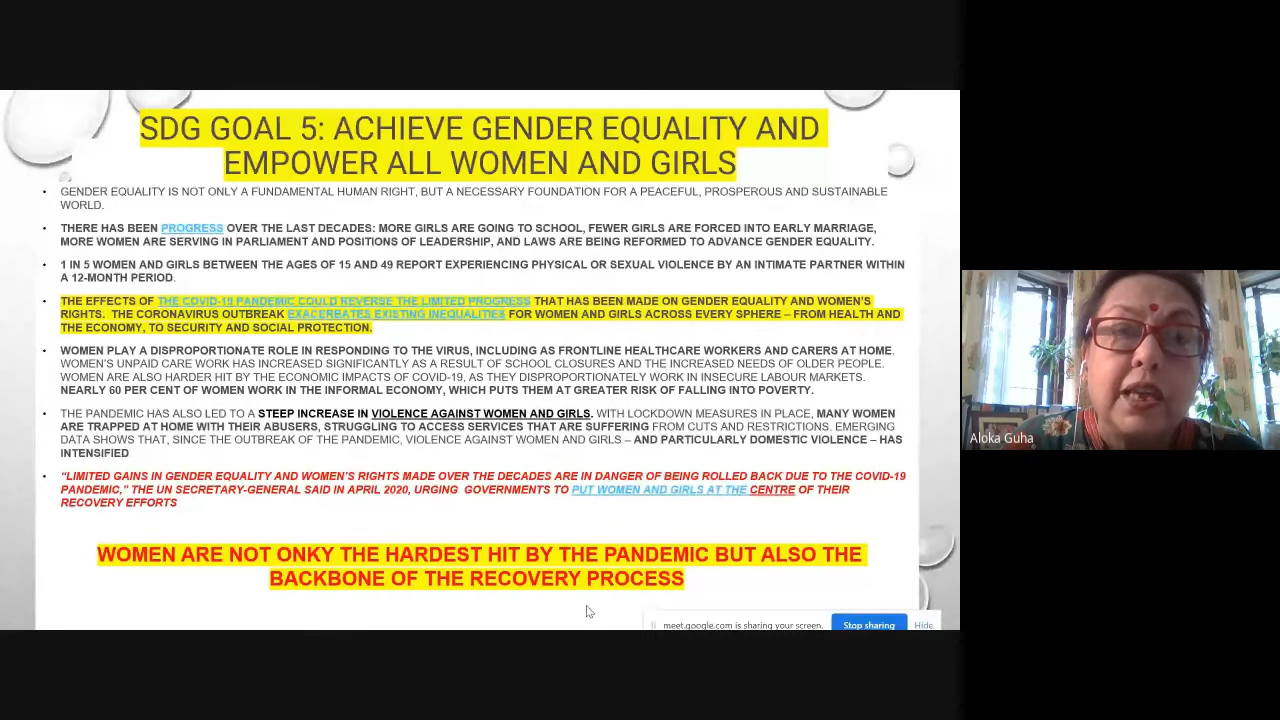 SDG GOAL 5: ACHIEVE GENDER EQUALITY AND
EMPOWER ALL WOMEN AND GIRLS
• GENDER EQUALITY IS NOT ONLY A FUNDAMENTAL HUMAN RIGHT, BUT A NECESSARY FOUNDATION FOR A PEACEFUL, PROSPEROUS AND SUSTAINABLE
WORLD.
• THERE HAS BEEN PROGRESS OVER THE LAST DECADES: MORE GIRLS ARE GOING TO SCHOOL, FEWER GIRLS ARE FORCED INTO EARLY MARRIAGE,
MORE WOMEN ARE SERVING IN PARLIAMENT AND POSITIONS OF LEADERSHIP, AND LAWS ARE BEING REFORMED TO ADVANCE GENDER EQUALITY.
• 1 IN 5 WOMEN AND GIRLS BETWEEN THE AGES OF 15 AND 49 REPORT EXPERIENCING PHYSICAL OR SEXUAL VIOLENCE BY AN INTIMATE PARTNER WITHIN
A 12-MONTH PERIOD.
• THE EFFECTS OF THE COVID-19 PANDEMIC COULD REVERSE THE LIMITED PROGRESS THAT HAS BEEN MADE ON GENDER EQUALITY AND WOMEN'S
RIGHTS. THE CORONAVIRUS OUTBREAK EXACERBATES EXISTING INEQUALITIES FOR WOMEN AND GIRLS ACROSS EVERY SPHERE – FROM HEALTH AND
THE ECONOMY, TO SECURITY AND SOCIAL PROTECTION.
• WOMEN PLAY A DISPROPORTIONATE ROLE IN RESPONDING TO THE VIRUS, INCLUDING AS FRONTLINE HEALTHCARE WORKERS AND CARERS AT HOME.
WOMEN'S UNPAID CARE WORK HAS INCREASED SIGNIFICANTLY AS A RESULT OF SCHOOL CLOSURES AND THE INCREASED NEEDS OF OLDER PEOPLE.
WOMEN ARE ALSO HARDER HIT BY THE ECONOMIC IMPACTS OF COVID-19, AS THEY DISPROPORTIONATELY WORK IN INSECURE LABOUR MARKETS.
NEARLY 60 PER CENT OF WOMEN WORK IN THE INFORMAL ECONOMY, WHICH PUTS THEM AT GREATER RISK OF FALLING INTO POVERTY.
• THE PANDEMIC HAS ALSO LED TO A STEEP INCREASE IN VIOLENCE AGAINST WOMEN AND GIRLS. WITH LOCKDOWN MEASURES IN PLACE, MANY WOMEN
ARE TRAPPED AT HOME WITH THEIR ABUSERS, STRUGGLING TO ACCESS SERVICES THAT ARE SUFFERING FROM CUTS AND RESTRICTIONS. EMERGING
DATA SHOWS THAT, SINCE THE OUTBREAK OF THE PANDEMIC, VIOLENCE AGAINST WOMEN AND GIRLS – AND PARTICULARLY DOMESTIC VIOLENCE – HAS
INTENSIFIED
• “LIMITED GAINS IN GENDER EQUALITY AND WOMEN'S RIGHTS MADE OVER THE DECADES ARE IN DANGER OF BEING ROLLED BACK DUE TO THE COVID-19
PANDEMIC,” THE UN SECRETARY-GENERAL SAID IN APRIL 2020, URGING GOVERNMENTS TO PUT WOMEN AND GIRLS AT THE CENTRE OF THEIR
RECOVERY EFFORTS
WOMEN ARE NOT ONKY THE HARDEST HIT BY THE PANDEMIC BUT ALSO THE
BACKBONE OF THE RECOVERY PROCESS
meet.google.com is sharing your screen. Stop sharing Hide
Aloka Guha